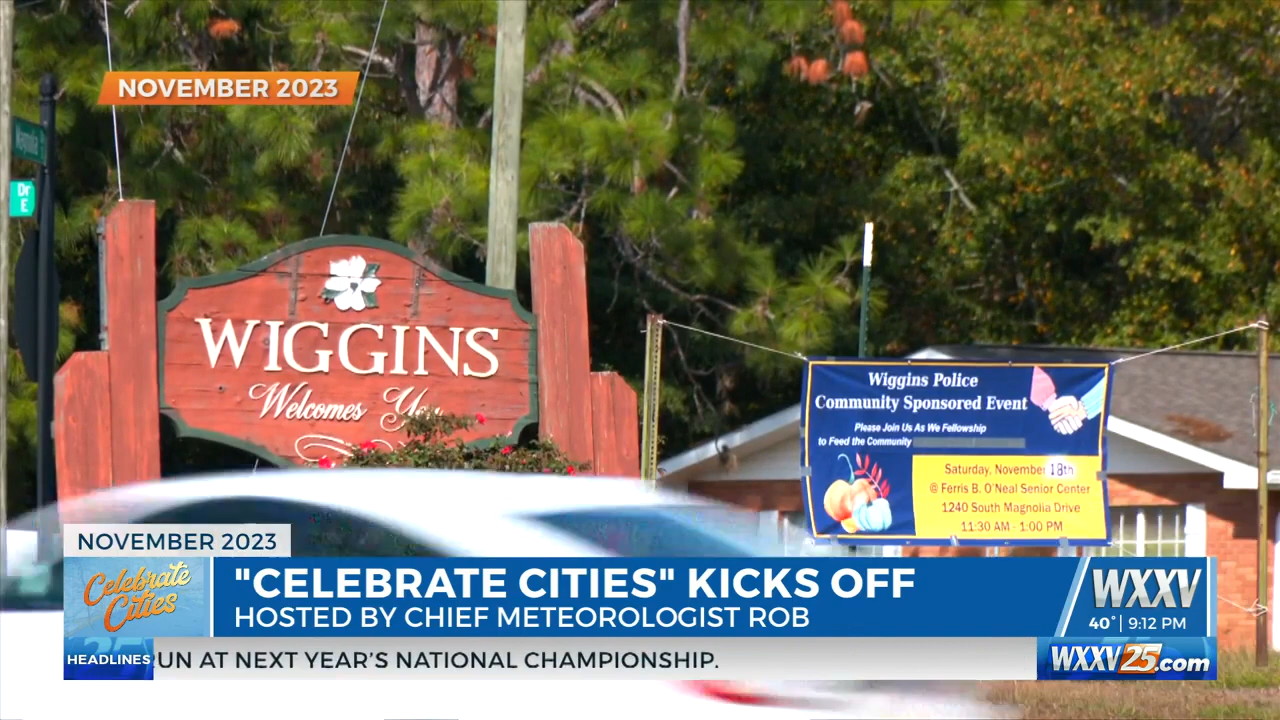 NOVEMBER 2023
Magnolia
Dr
E
WIGGINS
Welcomes You
Wiggins Police
Community Sponsored Event
Please Join Us As We Fellowship
to Feed the Community
Saturday, November 18th
@ Ferris B. O'Neal Senior Center
1240 South Magnolia Drive
11:30 AM - 1:00 PM
NOVEMBER 2023
Celebrate
Cities
"CELEBRATE CITIES" KICKS OFF
HOSTED BY CHIEF METEOROLOGIST ROB
WXXV
40° | 9:12 PM
25
HEADLINES
RUN AT NEXT YEAR'S NATIONAL CHAMPIONSHIP.
WXXV25.com